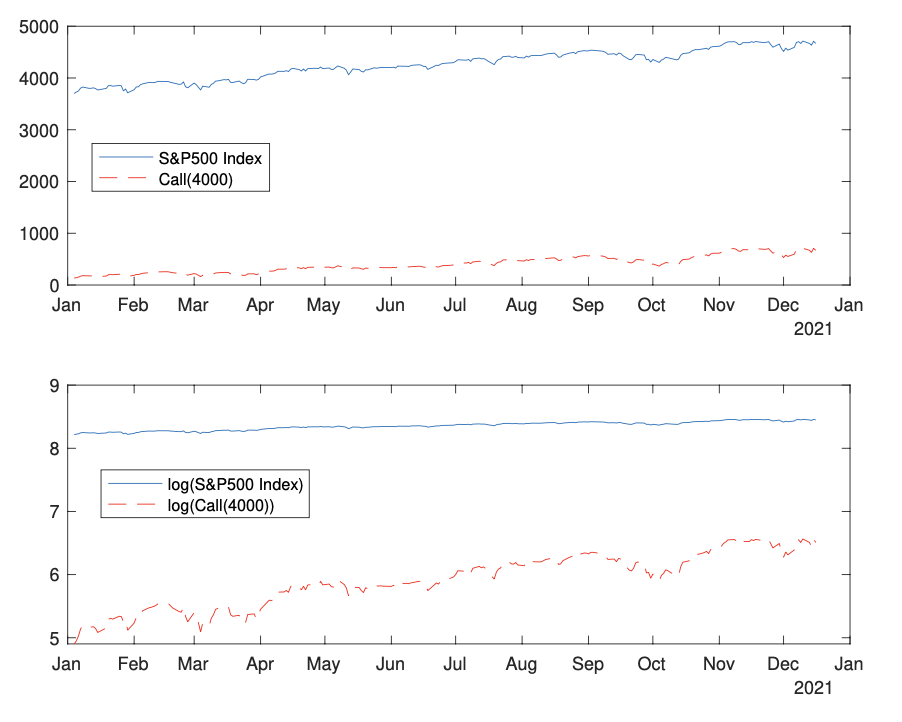 5000
4000
3000
2000
1000
0
S&P500 Index
Call(4000)
Jan Feb Mar Apr May Jun Jul Aug Sep Oct Nov Dec Jan
2021
9
8
7
6
5
log(S&P500 Index)
log(Call(4000))
Jan Feb Mar Apr May Jun Jul Aug Sep Oct Nov Dec Jan
2021